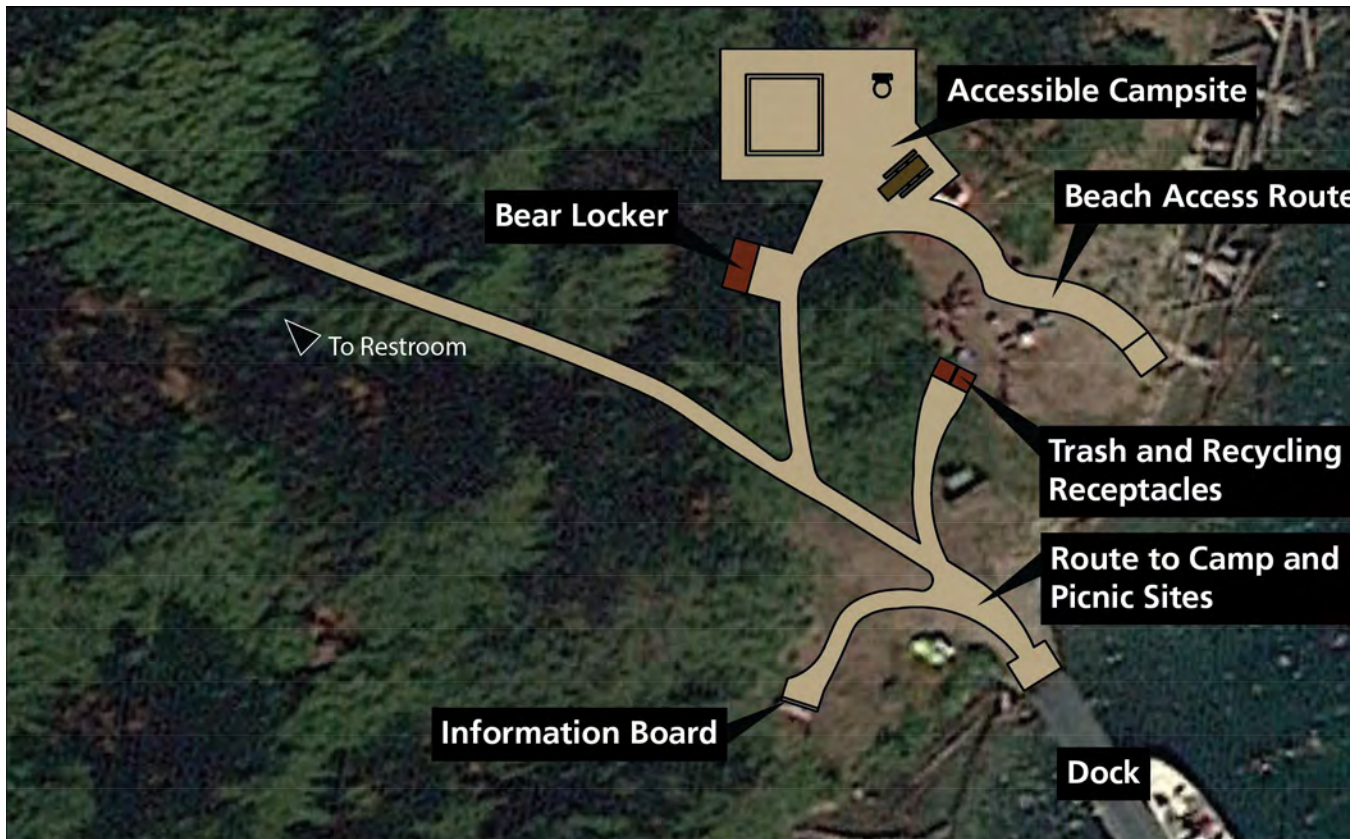 Accessible Campsite
Beach Access Route
Bear Locker
To Restroom
Trash and Recycling
Receptacles
Route to Camp and
Picnic Sites
Information Board
Dock